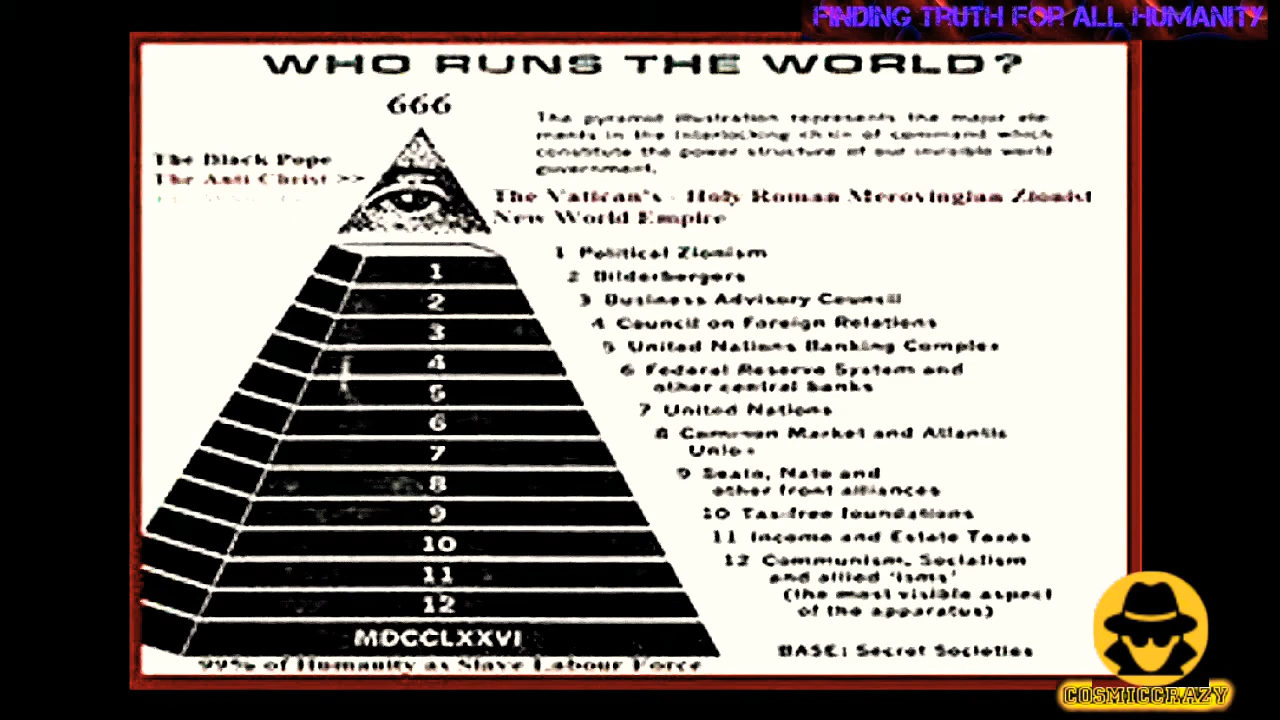 FINDING TRUTH FOR ALL HUMANITY
WHO RUNS THE WORLD?
666
The pyramid illustration represents the major ele-
ments in the interlocking chain of command which
constitute the power structure of our invisible world
government.
The Black Pope
The Anti Christ >>
The Vatican's - Holy Roman Merovingian Zionist
New World Empire
1 Political Zionism
2 Bilderbergers
3 Business Advisory Council
4 Council on Foreign Relations
5 United Nations Banking Complex
6 Federal Reserve System and
other central banks
7 United Nations
8 Common Market and Atlantis
Union
9 Seato, Nato and
other front alliances
10 Tax-free foundations
11 Income and Estate Taxes
12 Communism, Socialism
and allied 'isms'
(the most visible aspect
of the apparatus)
BASE: Secret Societies
1
2
3
4
5
6
7
8
9
10
11
12
MDCCLXXVI
99% of Humanity as Slave Labour Force
COSMICCRAZY